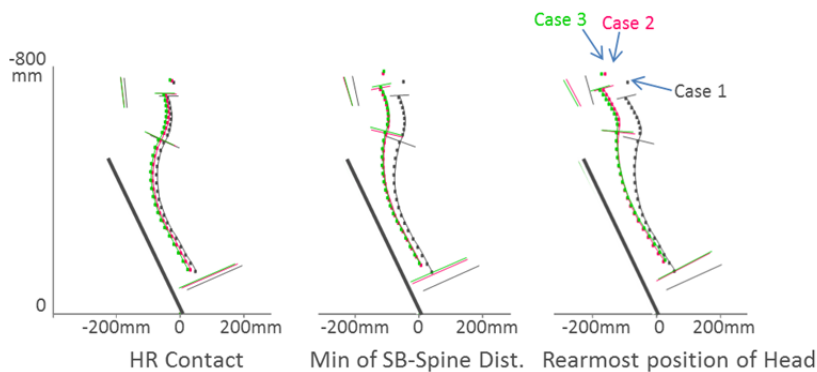 Case 3
Case 2
Case 1
-800
mm
0
-200mm 0 200mm
-200mm 0 200mm
-200mm 0 200mm
HR Contact
Min of SB-Spine Dist.
Rearmost position of Head